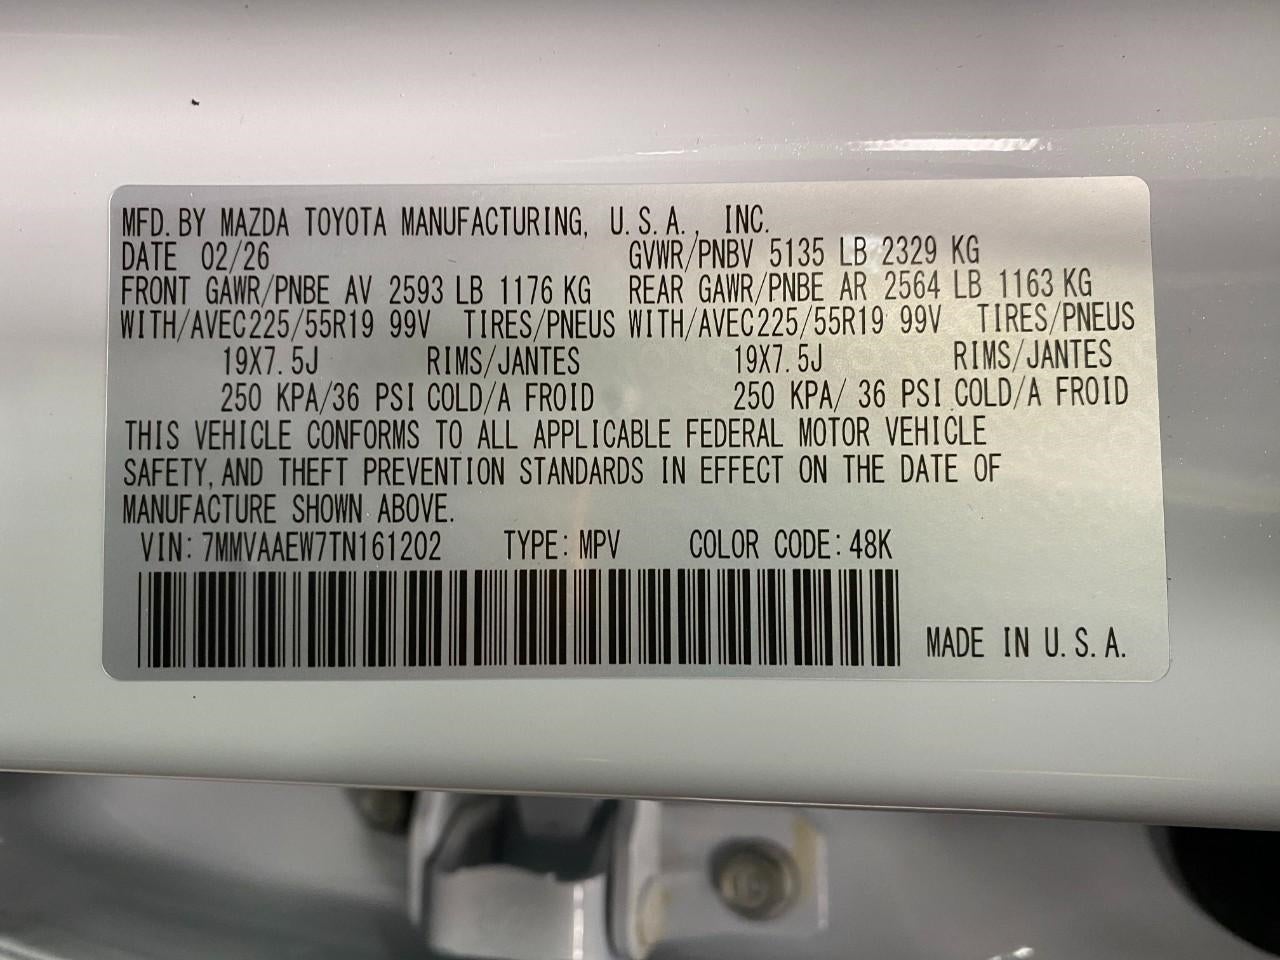 MFD. BY MAZDA TOYOTA MANUFACTURING, U.S.A., INC.
DATE 02/26 GVWR/PNBV 5135 LB 2329 KG
FRONT GAWR/PNBE AV 2593 LB 1176 KG REAR GAWR/PNBE AR 2564 LB 1163 KG
WITH/AVEC225/55R19 99V TIRES/PNEUS WITH/AVEC225/55R19 99V TIRES/PNEUS
19X7.5J RIMS/JANTES 19X7.5J RIMS/JANTES
250 KPA/36 PSI COLD/A FROID 250 KPA/ 36 PSI COLD/A FROID
THIS VEHICLE CONFORMS TO ALL APPLICABLE FEDERAL MOTOR VEHICLE
SAFETY, AND THEFT PREVENTION STANDARDS IN EFFECT ON THE DATE OF
MANUFACTURE SHOWN ABOVE.
VIN: 7MMVAAEW7TN161202 TYPE: MPV COLOR CODE: 48K
MADE IN U.S.A.